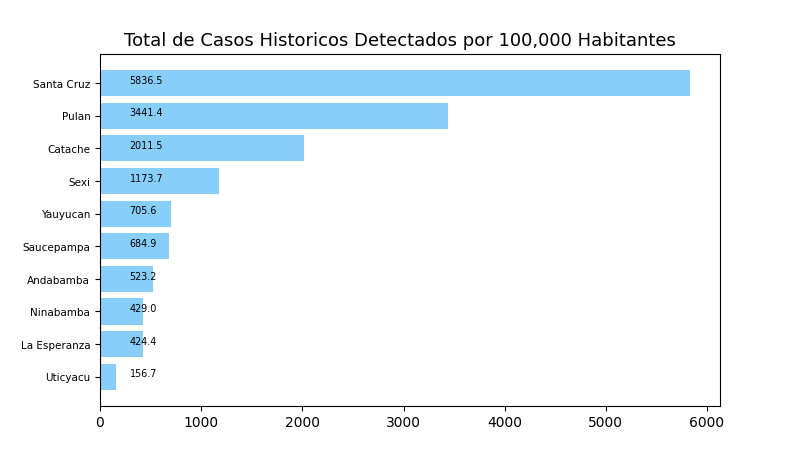 Total de Casos Historicos Detectados por 100,000 Habitantes
Santa Cruz 5836.5
Pulan 3441.4
Catache 2011.5
Sexi 1173.7
Yauyucan 705.6
Saucepampa 684.9
Andabamba 523.2
Ninabamba 429.0
La Esperanza 424.4
Uticyacu 156.7
0 1000 2000 3000 4000 5000 6000